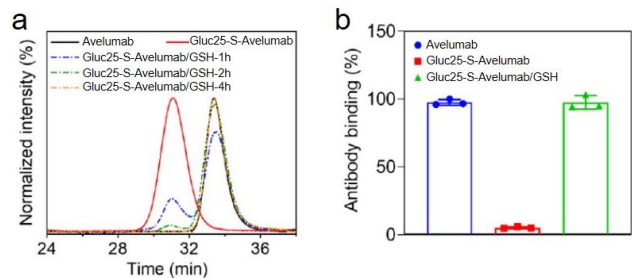 a
Avelumab
Gluc25-S-Avelumab
Gluc25-S-Avelumab/GSH-1h
Gluc25-S-Avelumab/GSH-2h
Gluc25-S-Avelumab/GSH-4h
Normalized intensity (%)
24 28 32 36
Time (min)
b
Avelumab
Gluc25-S-Avelumab
Gluc25-S-Avelumab/GSH
Antibody binding (%)
150
100
50
0